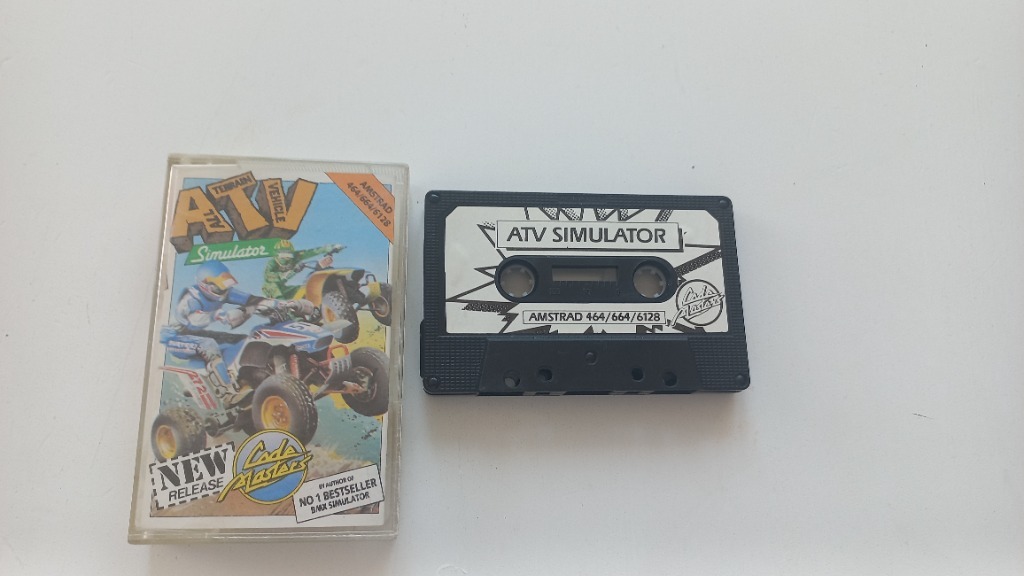 ATV
TERRAIN
VEHICLE
Simulator
AMSTRAD
464/664/6128
NEW
RELEASE
Code
Masters
BY AUTHOR OF
NO 1 BESTSELLER
BMX SIMULATOR
ATV SIMULATOR
AMSTRAD 464/664/6128
Code
Masters